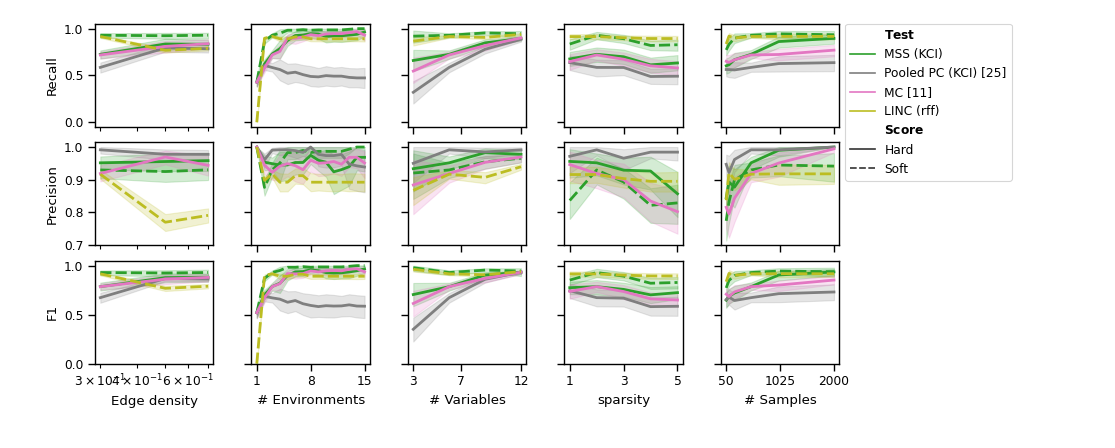 1.0
0.5
0.0
Recall
1.0
0.9
0.8
0.7
Precision
1.0
0.5
0.0
F1
3 × 10⁻¹ 4 × 10⁻¹ 6 × 10⁻¹
Edge density
1 8 15
# Environments
3 7 12
# Variables
1 3 5
sparsity
50 1025 2000
# Samples
Test
MSS (KCI)
Pooled PC (KCI) [25]
MC [11]
LINC (rff)
Score
Hard
Soft